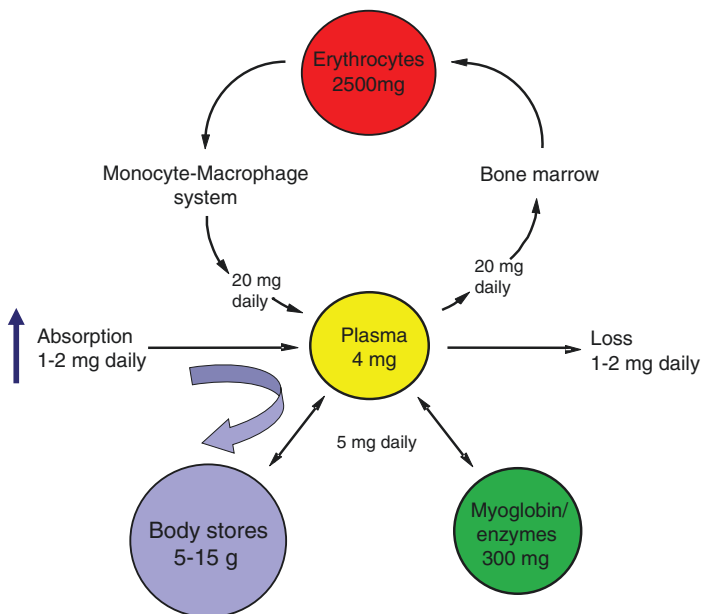 Erythrocytes
2500mg
Monocyte-Macrophage
system
Bone marrow
20 mg
daily
20 mg
daily
Absorption
1-2 mg daily
Plasma
4 mg
Loss
1-2 mg daily
5 mg daily
Body stores
5-15 g
Myoglobin/
enzymes
300 mg